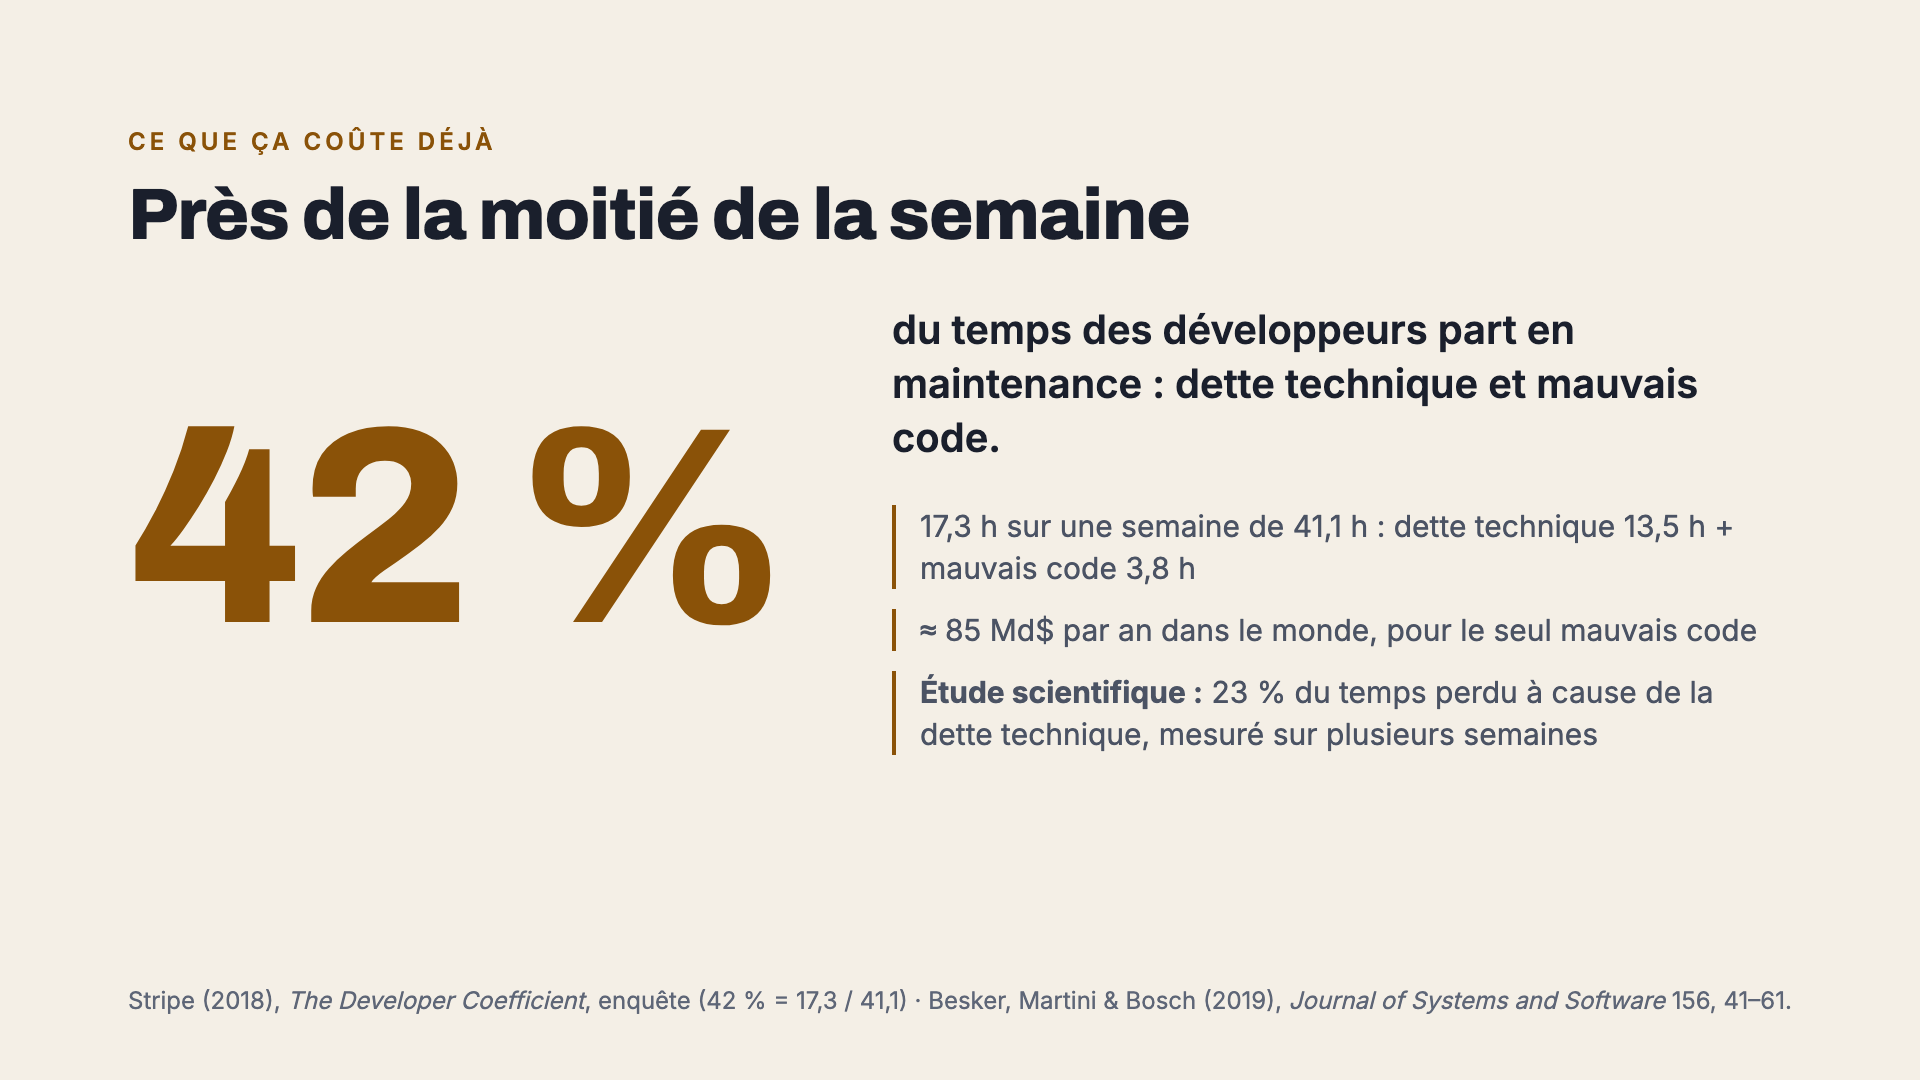 CE QUE ÇA COÛTE DÉJÀ
Près de la moitié de la semaine
42 %
du temps des développeurs part en
maintenance : dette technique et mauvais
code.
17,3 h sur une semaine de 41,1 h : dette technique 13,5 h +
mauvais code 3,8 h
≈ 85 Md$ par an dans le monde, pour le seul mauvais code
Étude scientifique : 23 % du temps perdu à cause de la
dette technique, mesuré sur plusieurs semaines
Stripe (2018), The Developer Coefficient, enquête (42 % = 17,3 / 41,1) · Besker, Martini & Bosch (2019), Journal of Systems and Software 156, 41–61.